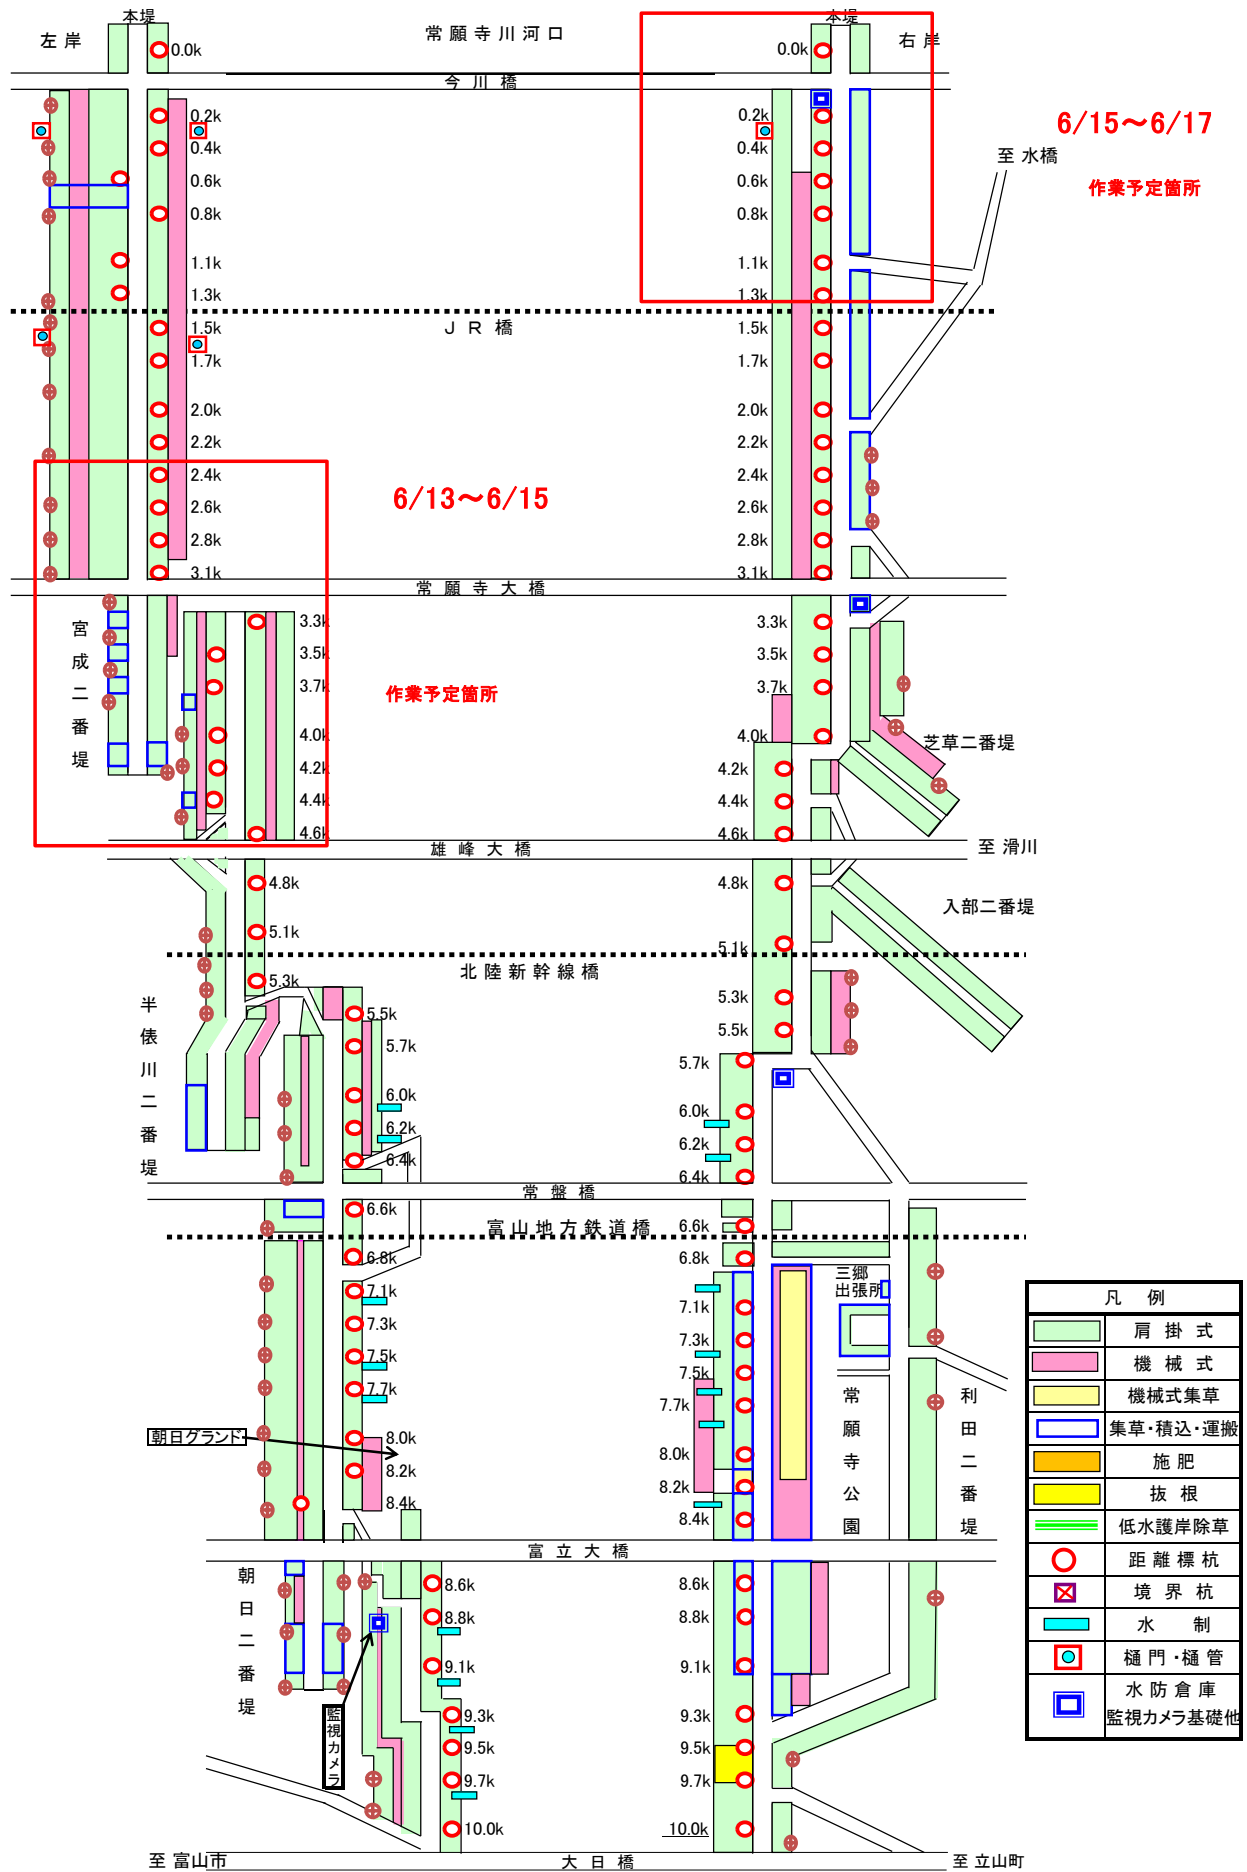 左岸
本堤
0.0k
常願寺川河口
0.0k
本堤
右岸
今川橋
0.2k
0.4k
0.6k
0.8k
1.1k
1.3k
0.2k
0.4k
0.6k
0.8k
1.1k
1.3k
6/15～6/17
作業予定箇所
至 水橋
ＪＲ橋
1.5k
1.7k
2.0k
2.2k
2.4k
2.6k
2.8k
3.1k
1.5k
1.7k
2.0k
2.2k
2.4k
2.6k
2.8k
3.1k
6/13～6/15
常願寺大橋
宮成二番堤
3.3k
3.5k
3.7k
4.0k
4.2k
4.4k
4.6k
作業予定箇所
3.3k
3.5k
3.7k
4.0k
4.2k
4.4k
4.6k
芝草二番堤
雄峰大橋
至 滑川
4.8k
5.1k
5.3k
4.8k
5.1k
入部二番堤
北陸新幹線橋
半俵川二番堤
5.5k
5.7k
6.0k
6.2k
6.4k
5.3k
5.5k
5.7k
6.0k
6.2k
6.4k
常盤橋
6.6k
6.6k
富山地方鉄道橋
6.8k
7.1k
7.3k
7.5k
7.7k
8.0k
8.2k
8.4k
朝日グランド
6.8k
7.1k
7.3k
7.5k
7.7k
8.0k
8.2k
8.4k
三郷
出張所
常願寺公園
利田二番堤
富立大橋
朝日二番堤
8.6k
8.8k
9.1k
9.3k
9.5k
9.7k
10.0k
監視カメラ
8.6k
8.8k
9.1k
9.3k
9.5k
9.7k
10.0k
至 富山市
大日橋
至 立山町
凡 例
肩掛式
機械式
機械式集草
集草・積込・運搬
施肥
抜根
低水護岸除草
距離標杭
境界杭
水制
樋門・樋管
水防倉庫
監視カメラ基礎他